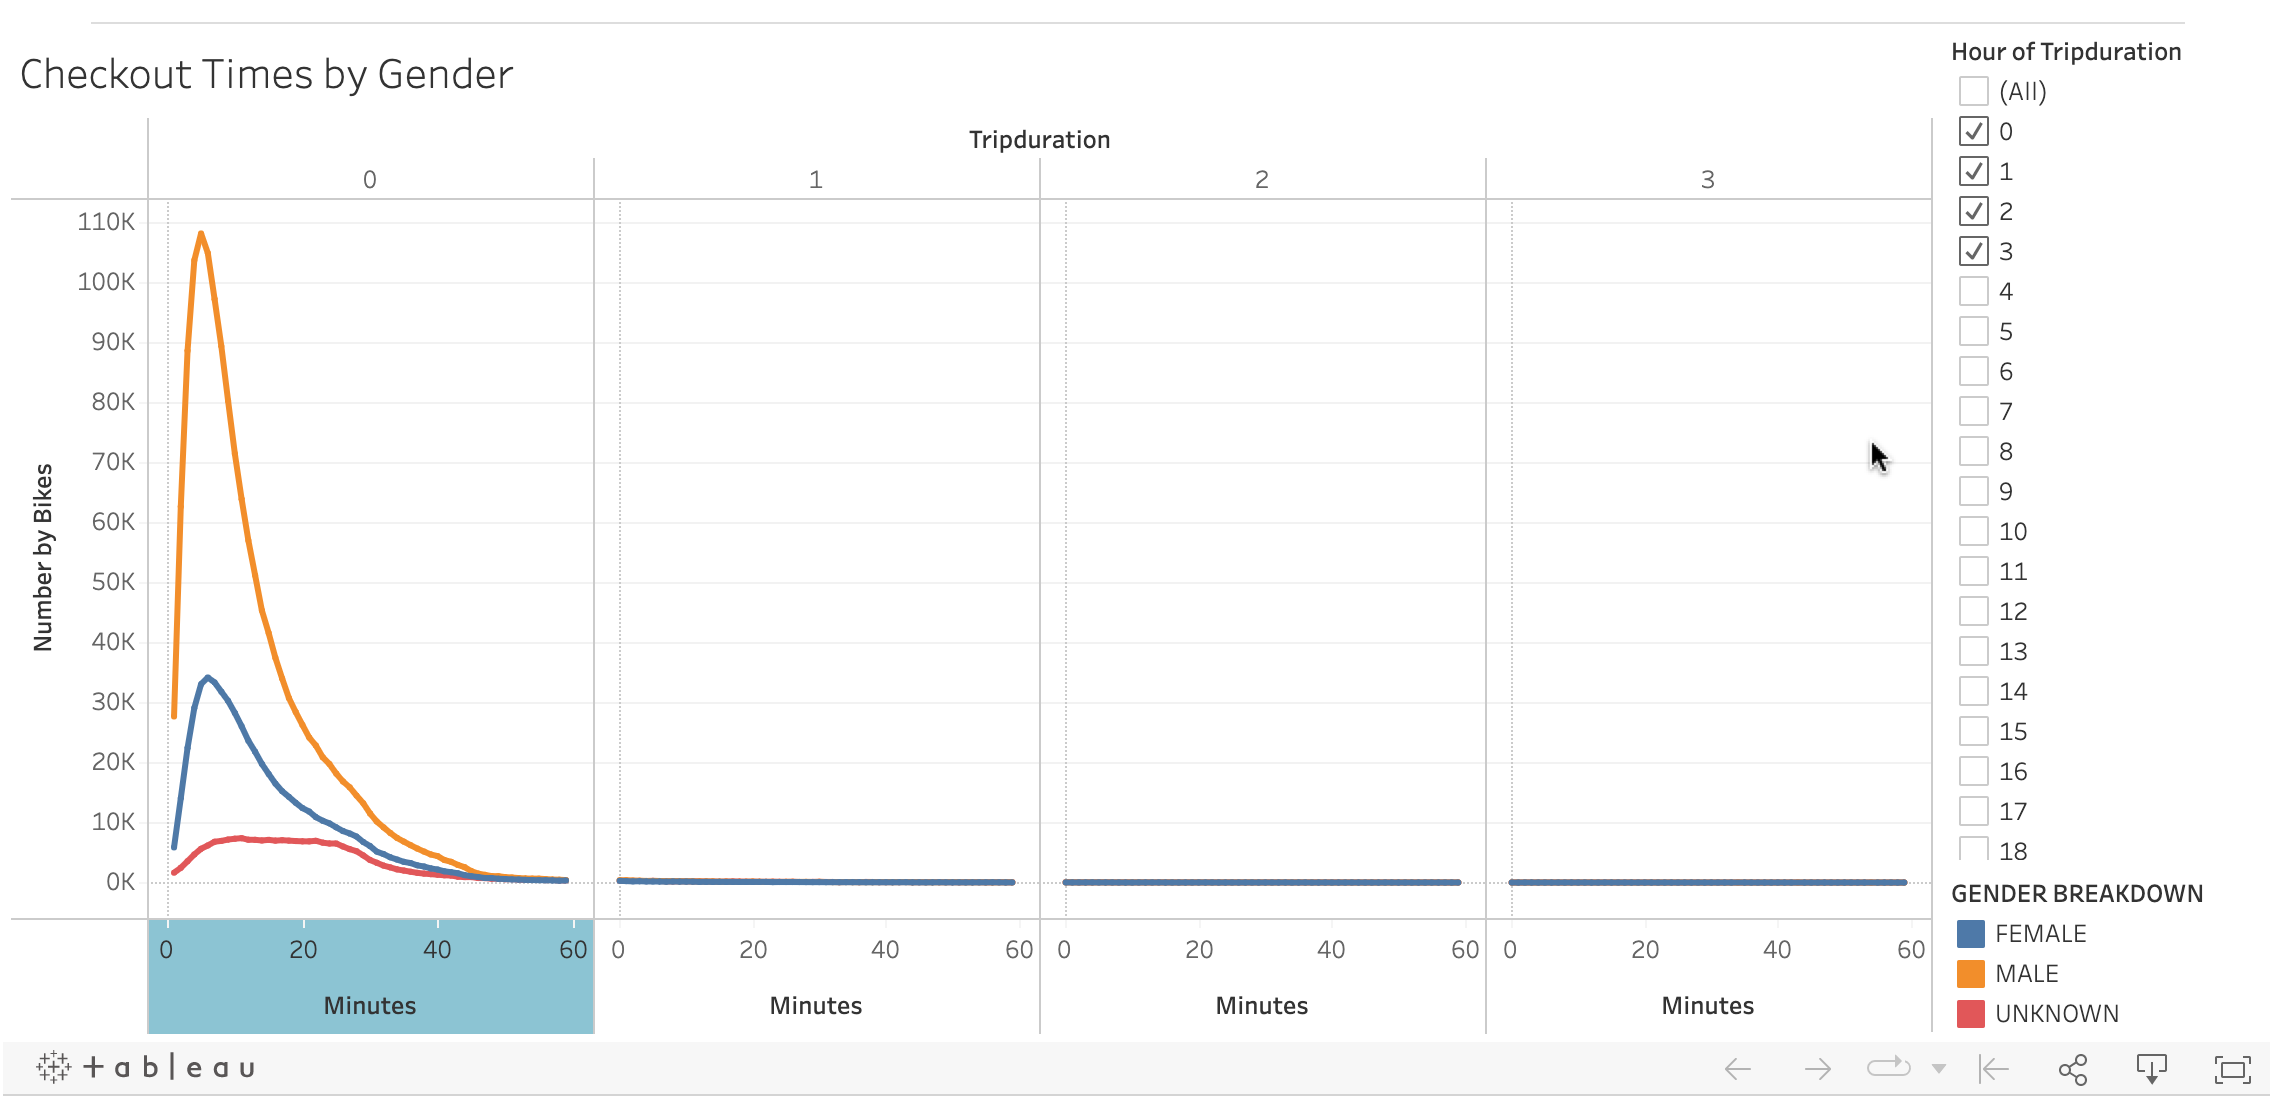 Checkout Times by Gender
Tripduration
0 1 2 3
110K
100K
90K
80K
70K
60K
50K
40K
30K
20K
10K
0K
Number by Bikes
0 20 40 60 0 20 40 60 0 20 40 60 0 20 40 60
Minutes Minutes Minutes Minutes
Hour of Tripduration
(All)
0
1
2
3
4
5
6
7
8
9
10
11
12
13
14
15
16
17
18
GENDER BREAKDOWN
FEMALE
MALE
UNKNOWN
+ableau